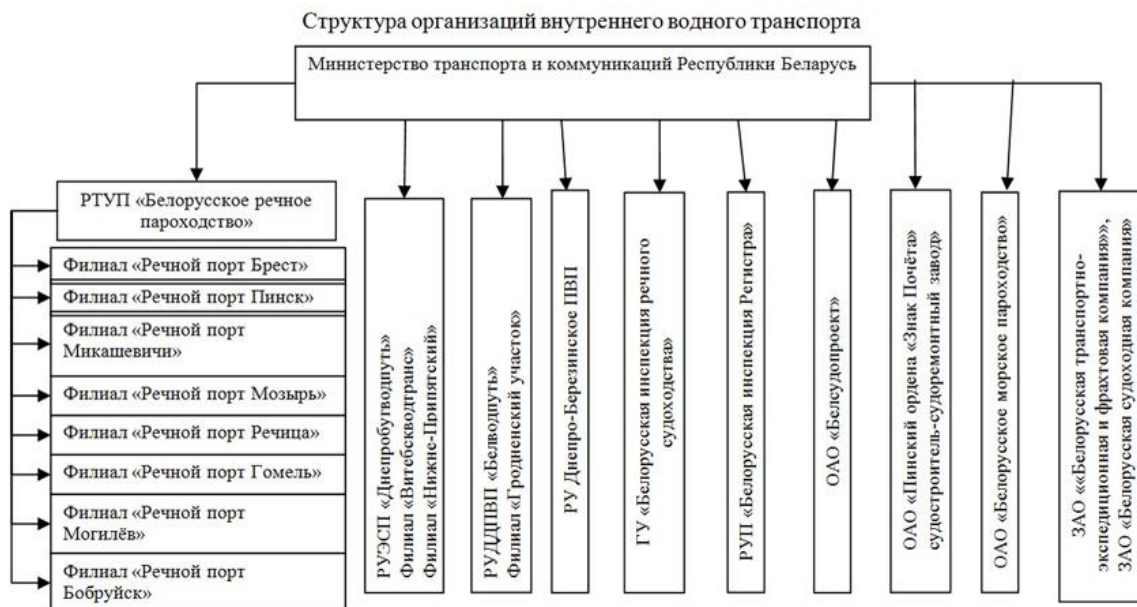 Структура организаций внутреннего водного транспорта
Министерство транспорта и коммуникаций Республики Беларусь
РТУП «Белорусское речное
пароходство»
Филиал «Речной порт Брест»
Филиал «Речной порт Пинск»
Филиал «Речной порт
Микашевичи»
Филиал «Речной порт Мозырь»
Филиал «Речной порт Речица»
Филиал «Речной порт Гомель»
Филиал «Речной порт
Могилёв»
Филиал «Речной порт
Бобруйск»
РУЭСП «Днепробугводпуть»
Филиал «Витебскводтранс»
Филиал «Нижне-Припятский»
РУДДПВП «Белводпуть»
Филиал «Гродненский участок»
РУ Днепро-Березинское ПВП
ГУ «Белорусская инспекция речного
судоходства»
РУП «Белорусская инспекция Регистра»
ОАО «Белсудопроект»
ОАО «Пинский ордена «Знак Почёта»
судостроитель-судоремонтный завод»
ОАО «Белорусское морское пароходство»
ЗАО ««Белорусская транспортно-
экспедиционная и фрахтовая компания»»,
ЗАО «Белорусская судоходная компания»